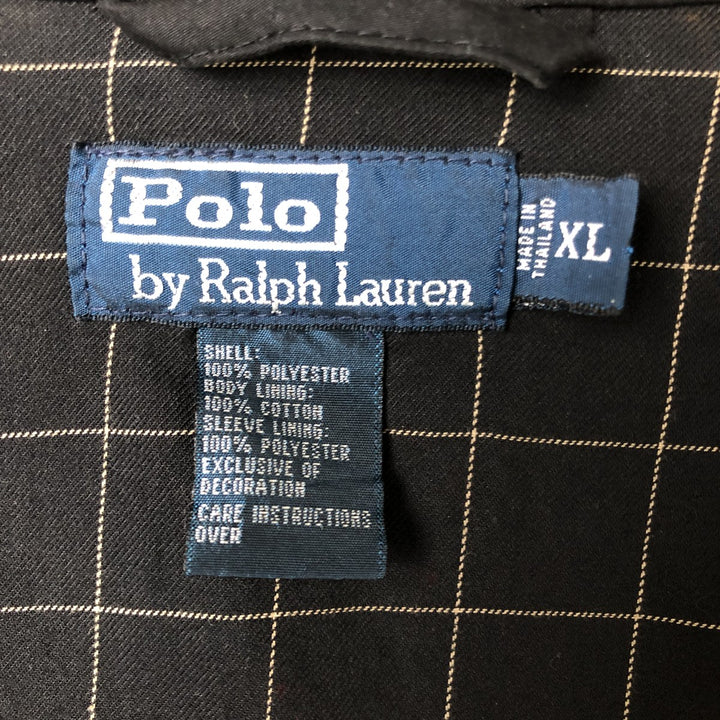 Polo
by Ralph Lauren
MADE IN
THAILAND
XL
SHELL:
100% POLYESTER
BODY LINING:
100% COTTON
SLEEVE LINING:
100% POLYESTER
EXCLUSIVE OF
DECORATION
CARE INSTRUCTIONS
OVER